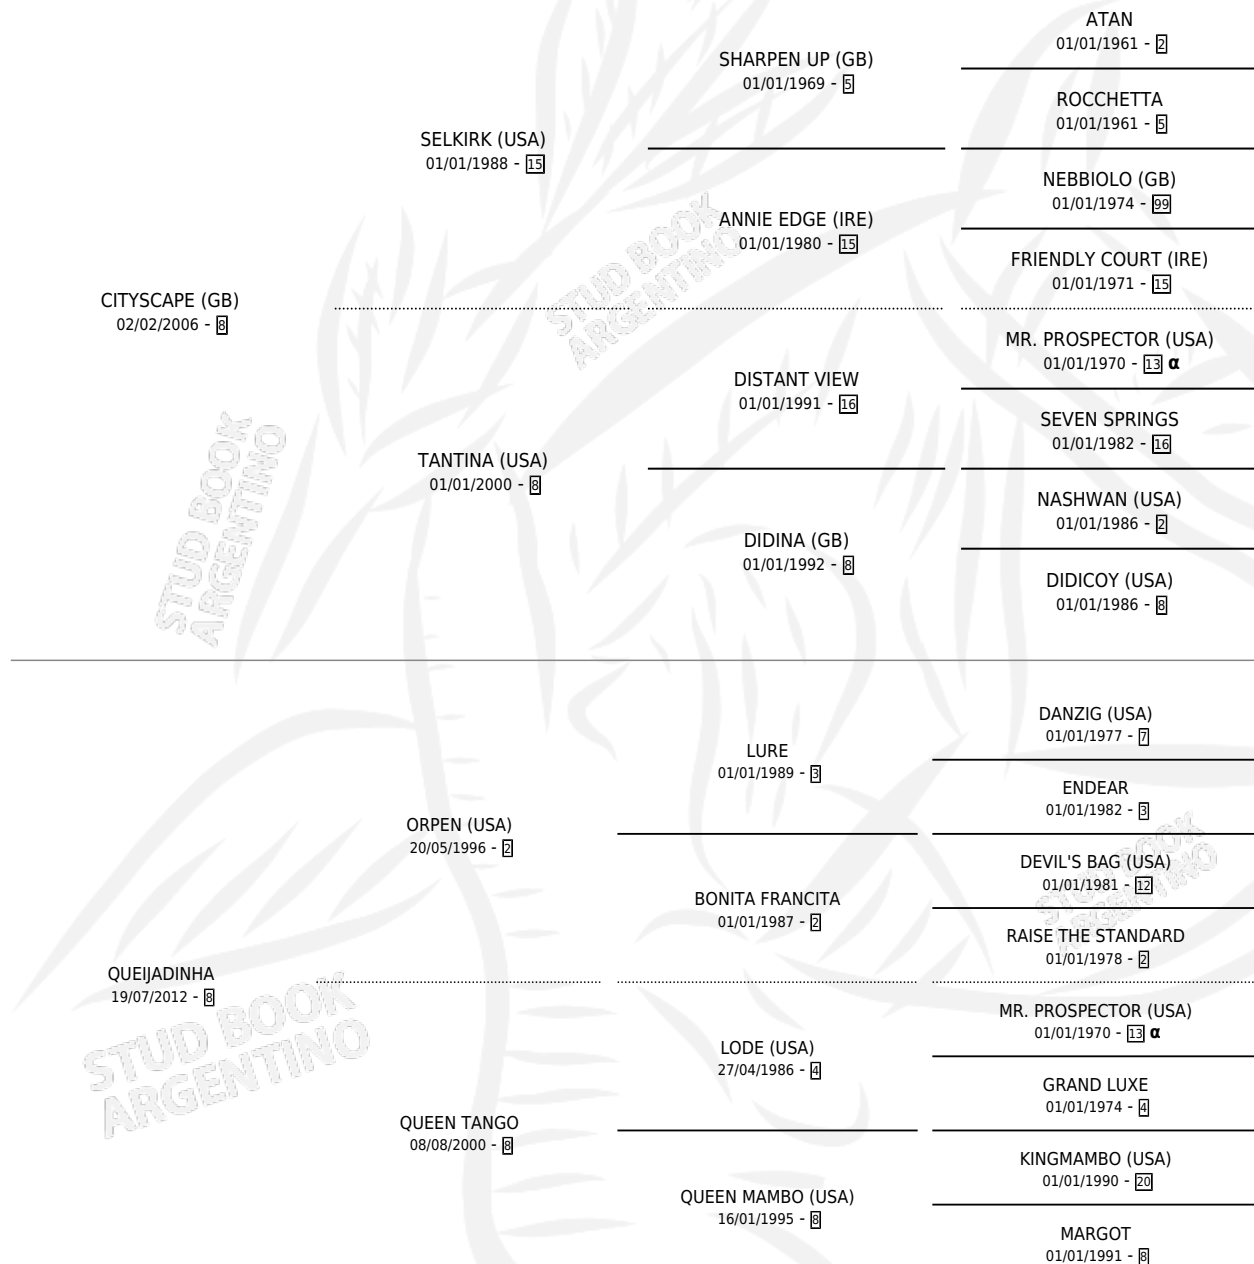 ATAN
01/01/1961 - 2
SHARPEN UP (GB)
01/01/1969 - 5
ROCCHETTA
01/01/1961 - 5
SELKIRK (USA)
01/01/1988 - 15
NEBBIOLO (GB)
01/01/1974 - 99
ANNIE EDGE (IRE)
01/01/1980 - 15
FRIENDLY COURT (IRE)
01/01/1971 - 15
CITYSCAPE (GB)
02/02/2006 - 8
STUD BOOK
ARGENTINO
MR. PROSPECTOR (USA)
01/01/1970 - 13 α
DISTANT VIEW
01/01/1991 - 16
SEVEN SPRINGS
01/01/1982 - 16
TANTINA (USA)
01/01/2000 - 8
STUD BOOK
ARGENTINO
NASHWAN (USA)
01/01/1986 - 2
DIDINA (GB)
01/01/1992 - 8
DIDICOY (USA)
01/01/1986 - 8
DANZIG (USA)
01/01/1977 - 7
LURE
01/01/1989 - 3
ENDEAR
01/01/1982 - 3
ORPEN (USA)
20/05/1996 - 2
DEVIL'S BAG (USA)
01/01/1981 - 12
STUD BOOK
ARGENTINO
BONITA FRANCITA
01/01/1987 - 2
RAISE THE STANDARD
01/01/1978 - 2
QUEIJADINHA
19/07/2012 - 8
STUD BOOK
ARGENTINO
MR. PROSPECTOR (USA)
01/01/1970 - 13 α
LODE (USA)
27/04/1986 - 4
GRAND LUXE
01/01/1974 - 4
QUEEN TANGO
08/08/2000 - 8
KINGMAMBO (USA)
01/01/1990 - 20
QUEEN MAMBO (USA)
16/01/1995 - 8
MARGOT
01/01/1991 - 8